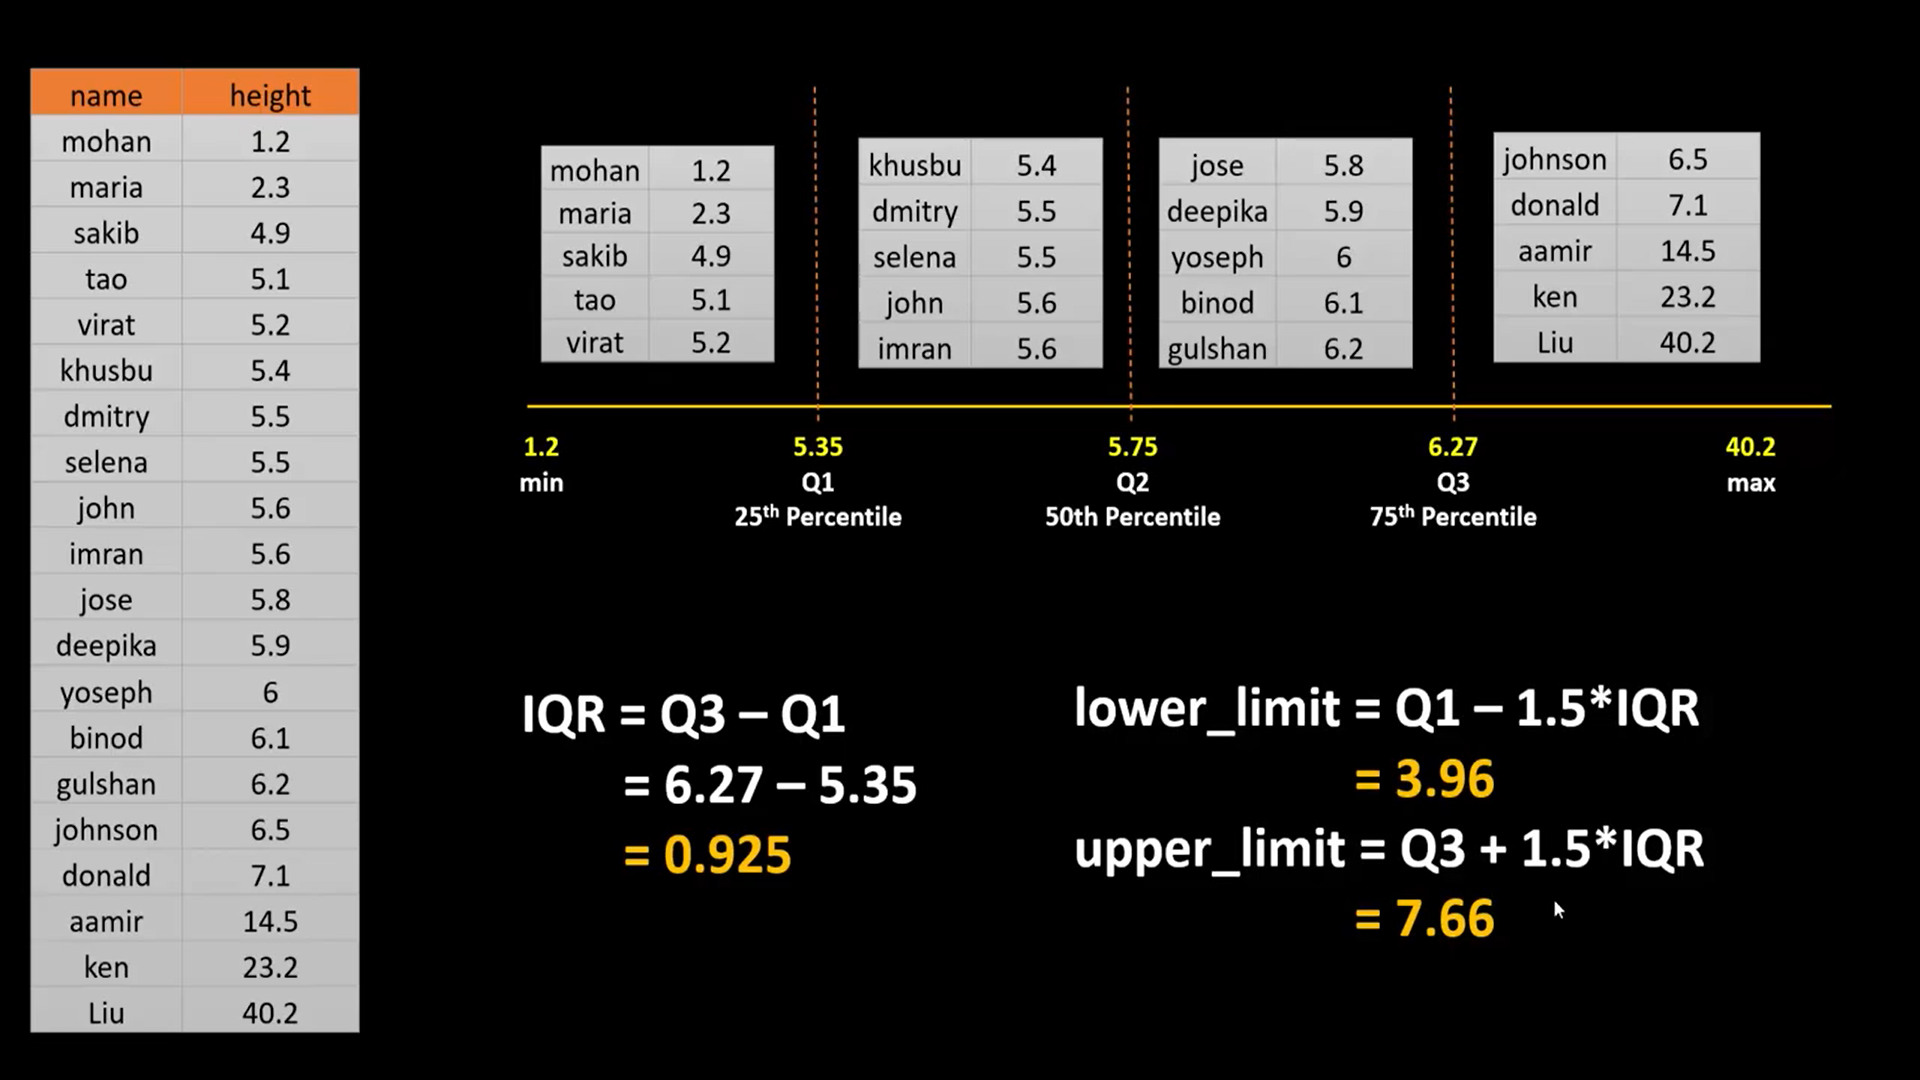 name height
mohan 1.2
maria 2.3
sakib 4.9
tao 5.1
virat 5.2
khusbu 5.4
dmitry 5.5
selena 5.5
john 5.6
imran 5.6
jose 5.8
deepika 5.9
yoseph 6
binod 6.1
gulshan 6.2
johnson 6.5
donald 7.1
aamir 14.5
ken 23.2
Liu 40.2
mohan 1.2
maria 2.3
sakib 4.9
tao 5.1
virat 5.2
khusbu 5.4
dmitry 5.5
selena 5.5
john 5.6
imran 5.6
jose 5.8
deepika 5.9
yoseph 6
binod 6.1
gulshan 6.2
johnson 6.5
donald 7.1
aamir 14.5
ken 23.2
Liu 40.2
1.2 5.35 5.75 6.27 40.2
min Q1 Q2 Q3 max
25th Percentile 50th Percentile 75th Percentile
IQR = Q3 – Q1
= 6.27 – 5.35
= 0.925
lower_limit = Q1 – 1.5*IQR
= 3.96
upper_limit = Q3 + 1.5*IQR
= 7.66